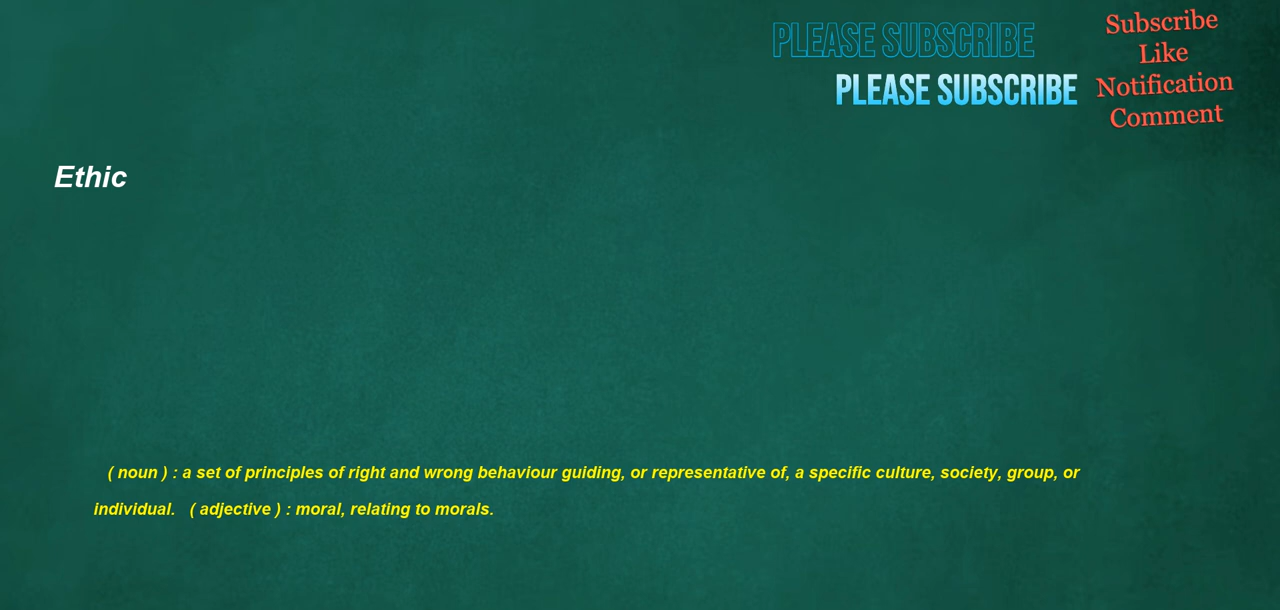 PLEASE SUBSCRIBE
PLEASE SUBSCRIBE
Subscribe
Like
Notification
Comment
Ethic
( noun ) : a set of principles of right and wrong behaviour guiding, or representative of, a specific culture, society, group, or
individual. ( adjective ) : moral, relating to morals.